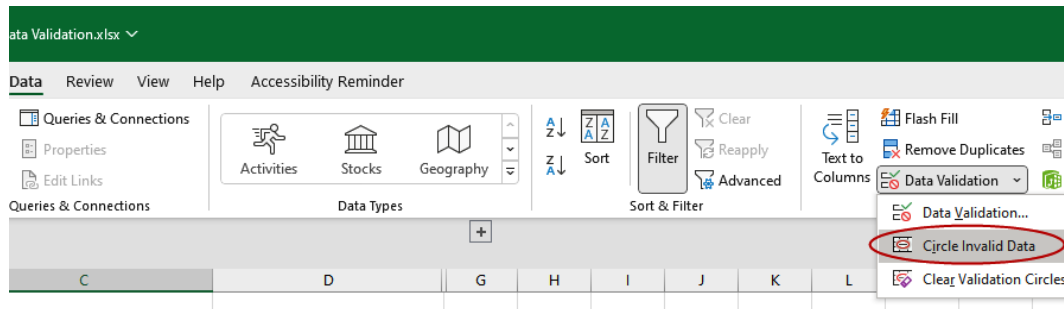 ata Validation.xlsx
Data Review View Help Accessibility Reminder
Queries & Connections
Properties
Edit Links
Queries & Connections
Activities Stocks Geography
Data Types
A Z
Z A
Z A A Z
Sort
Filter
Clear
Reapply
Advanced
Sort & Filter
Text to
Columns
Flash Fill
Remove Duplicates
Data Validation
Data Validation...
Circle Invalid Data
Clear Validation Circles
C D G H I J K L